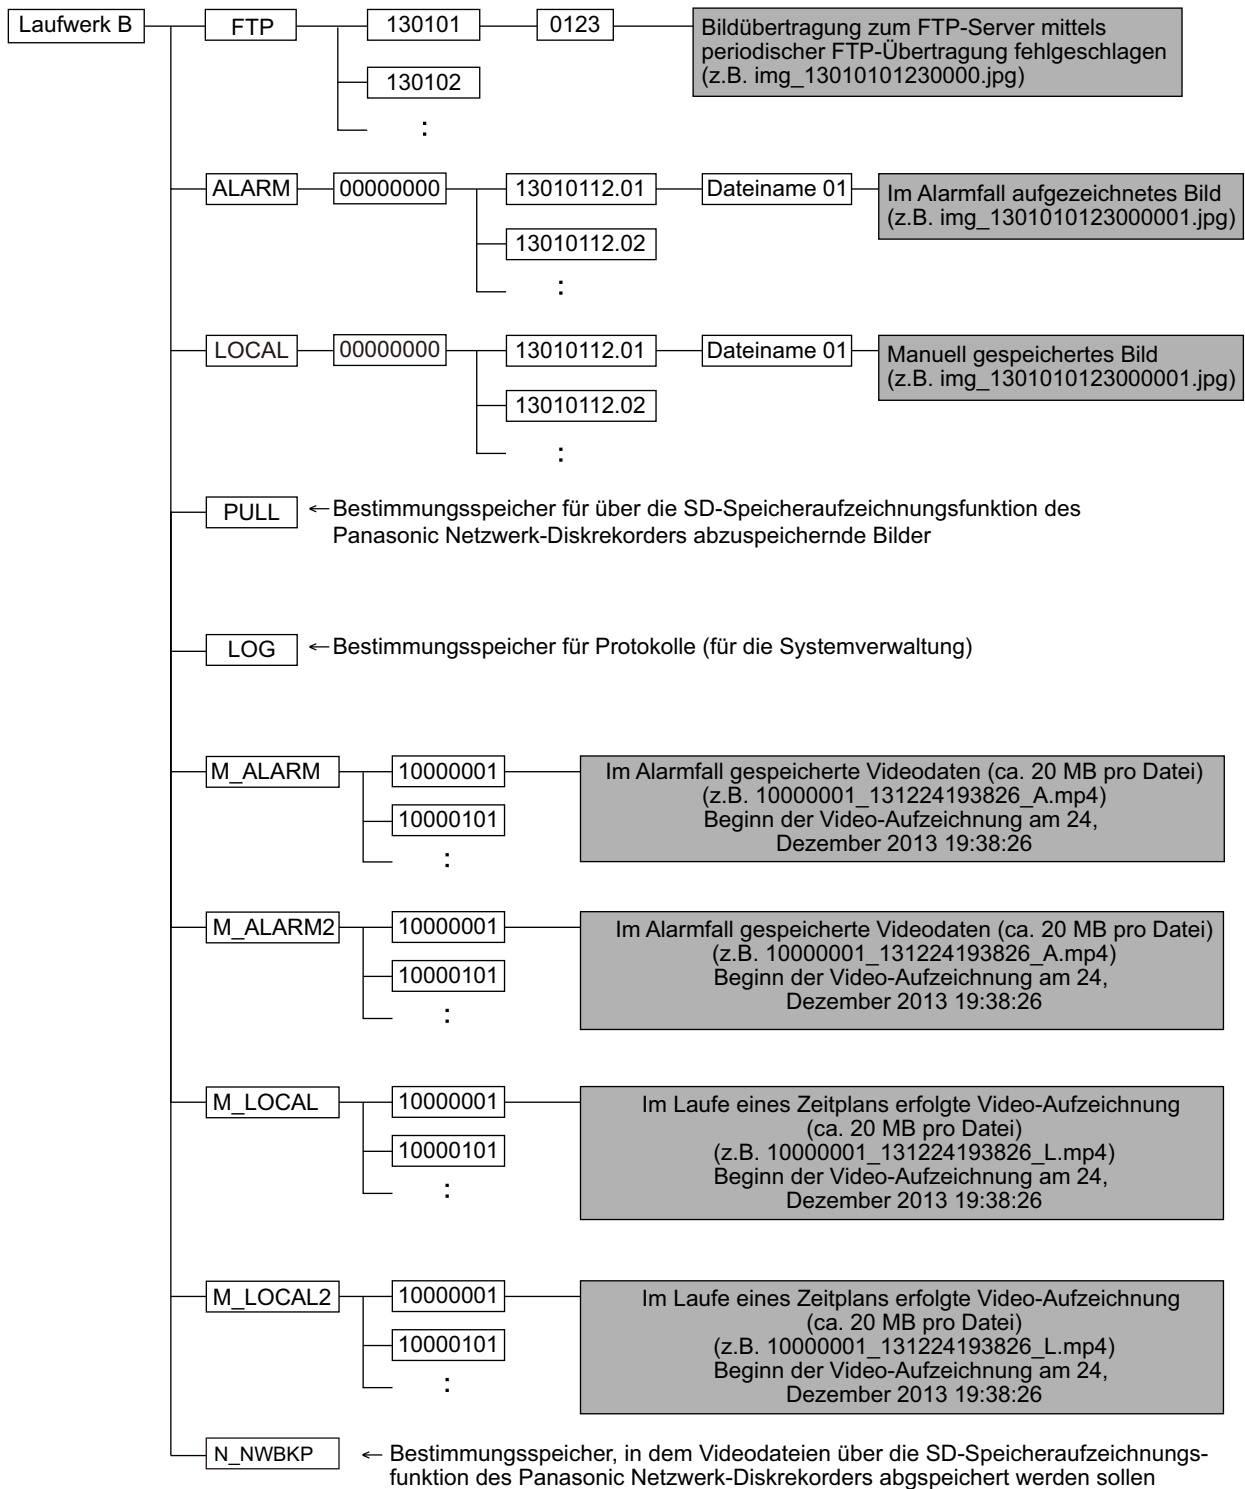 Laufwerk B
FTP
130101
0123
Bildübertragung zum FTP-Server mittels
periodischer FTP-Übertragung fehlgeschlagen
(z.B. img_13010101230000.jpg)
130102
:
ALARM
00000000
13010112.01
Dateiname 01
Im Alarmfall aufgezeichnetes Bild
(z.B. img_1301010123000001.jpg)
13010112.02
:
LOCAL
00000000
13010112.01
Dateiname 01
Manuell gespeichertes Bild
(z.B. img_1301010123000001.jpg)
13010112.02
:
PULL
←Bestimmungsspeicher für über die SD-Speicheraufzeichnungsfunktion des
Panasonic Netzwerk-Diskrekorders abzuspeichernde Bilder
LOG
←Bestimmungsspeicher für Protokolle (für die Systemverwaltung)
M_ALARM
10000001
Im Alarmfall gespeicherte Videodaten (ca. 20 MB pro Datei)
(z.B. 10000001_131224193826_A.mp4)
Beginn der Video-Aufzeichnung am 24,
Dezember 2013 19:38:26
10000101
:
M_ALARM2
10000001
Im Alarmfall gespeicherte Videodaten (ca. 20 MB pro Datei)
(z.B. 10000001_131224193826_A.mp4)
Beginn der Video-Aufzeichnung am 24,
Dezember 2013 19:38:26
10000101
:
M_LOCAL
10000001
Im Laufe eines Zeitplans erfolgte Video-Aufzeichnung
(ca. 20 MB pro Datei)
(z.B. 10000001_131224193826_L.mp4)
Beginn der Video-Aufzeichnung am 24,
Dezember 2013 19:38:26
10000101
:
M_LOCAL2
10000001
Im Laufe eines Zeitplans erfolgte Video-Aufzeichnung
(ca. 20 MB pro Datei)
(z.B. 10000001_131224193826_L.mp4)
Beginn der Video-Aufzeichnung am 24,
Dezember 2013 19:38:26
10000101
:
N_NWBKP
← Bestimmungsspeicher, in dem Videodateien über die SD-Speicheraufzeichnungs-
funktion des Panasonic Netzwerk-Diskrekorders abgspeichert werden sollen